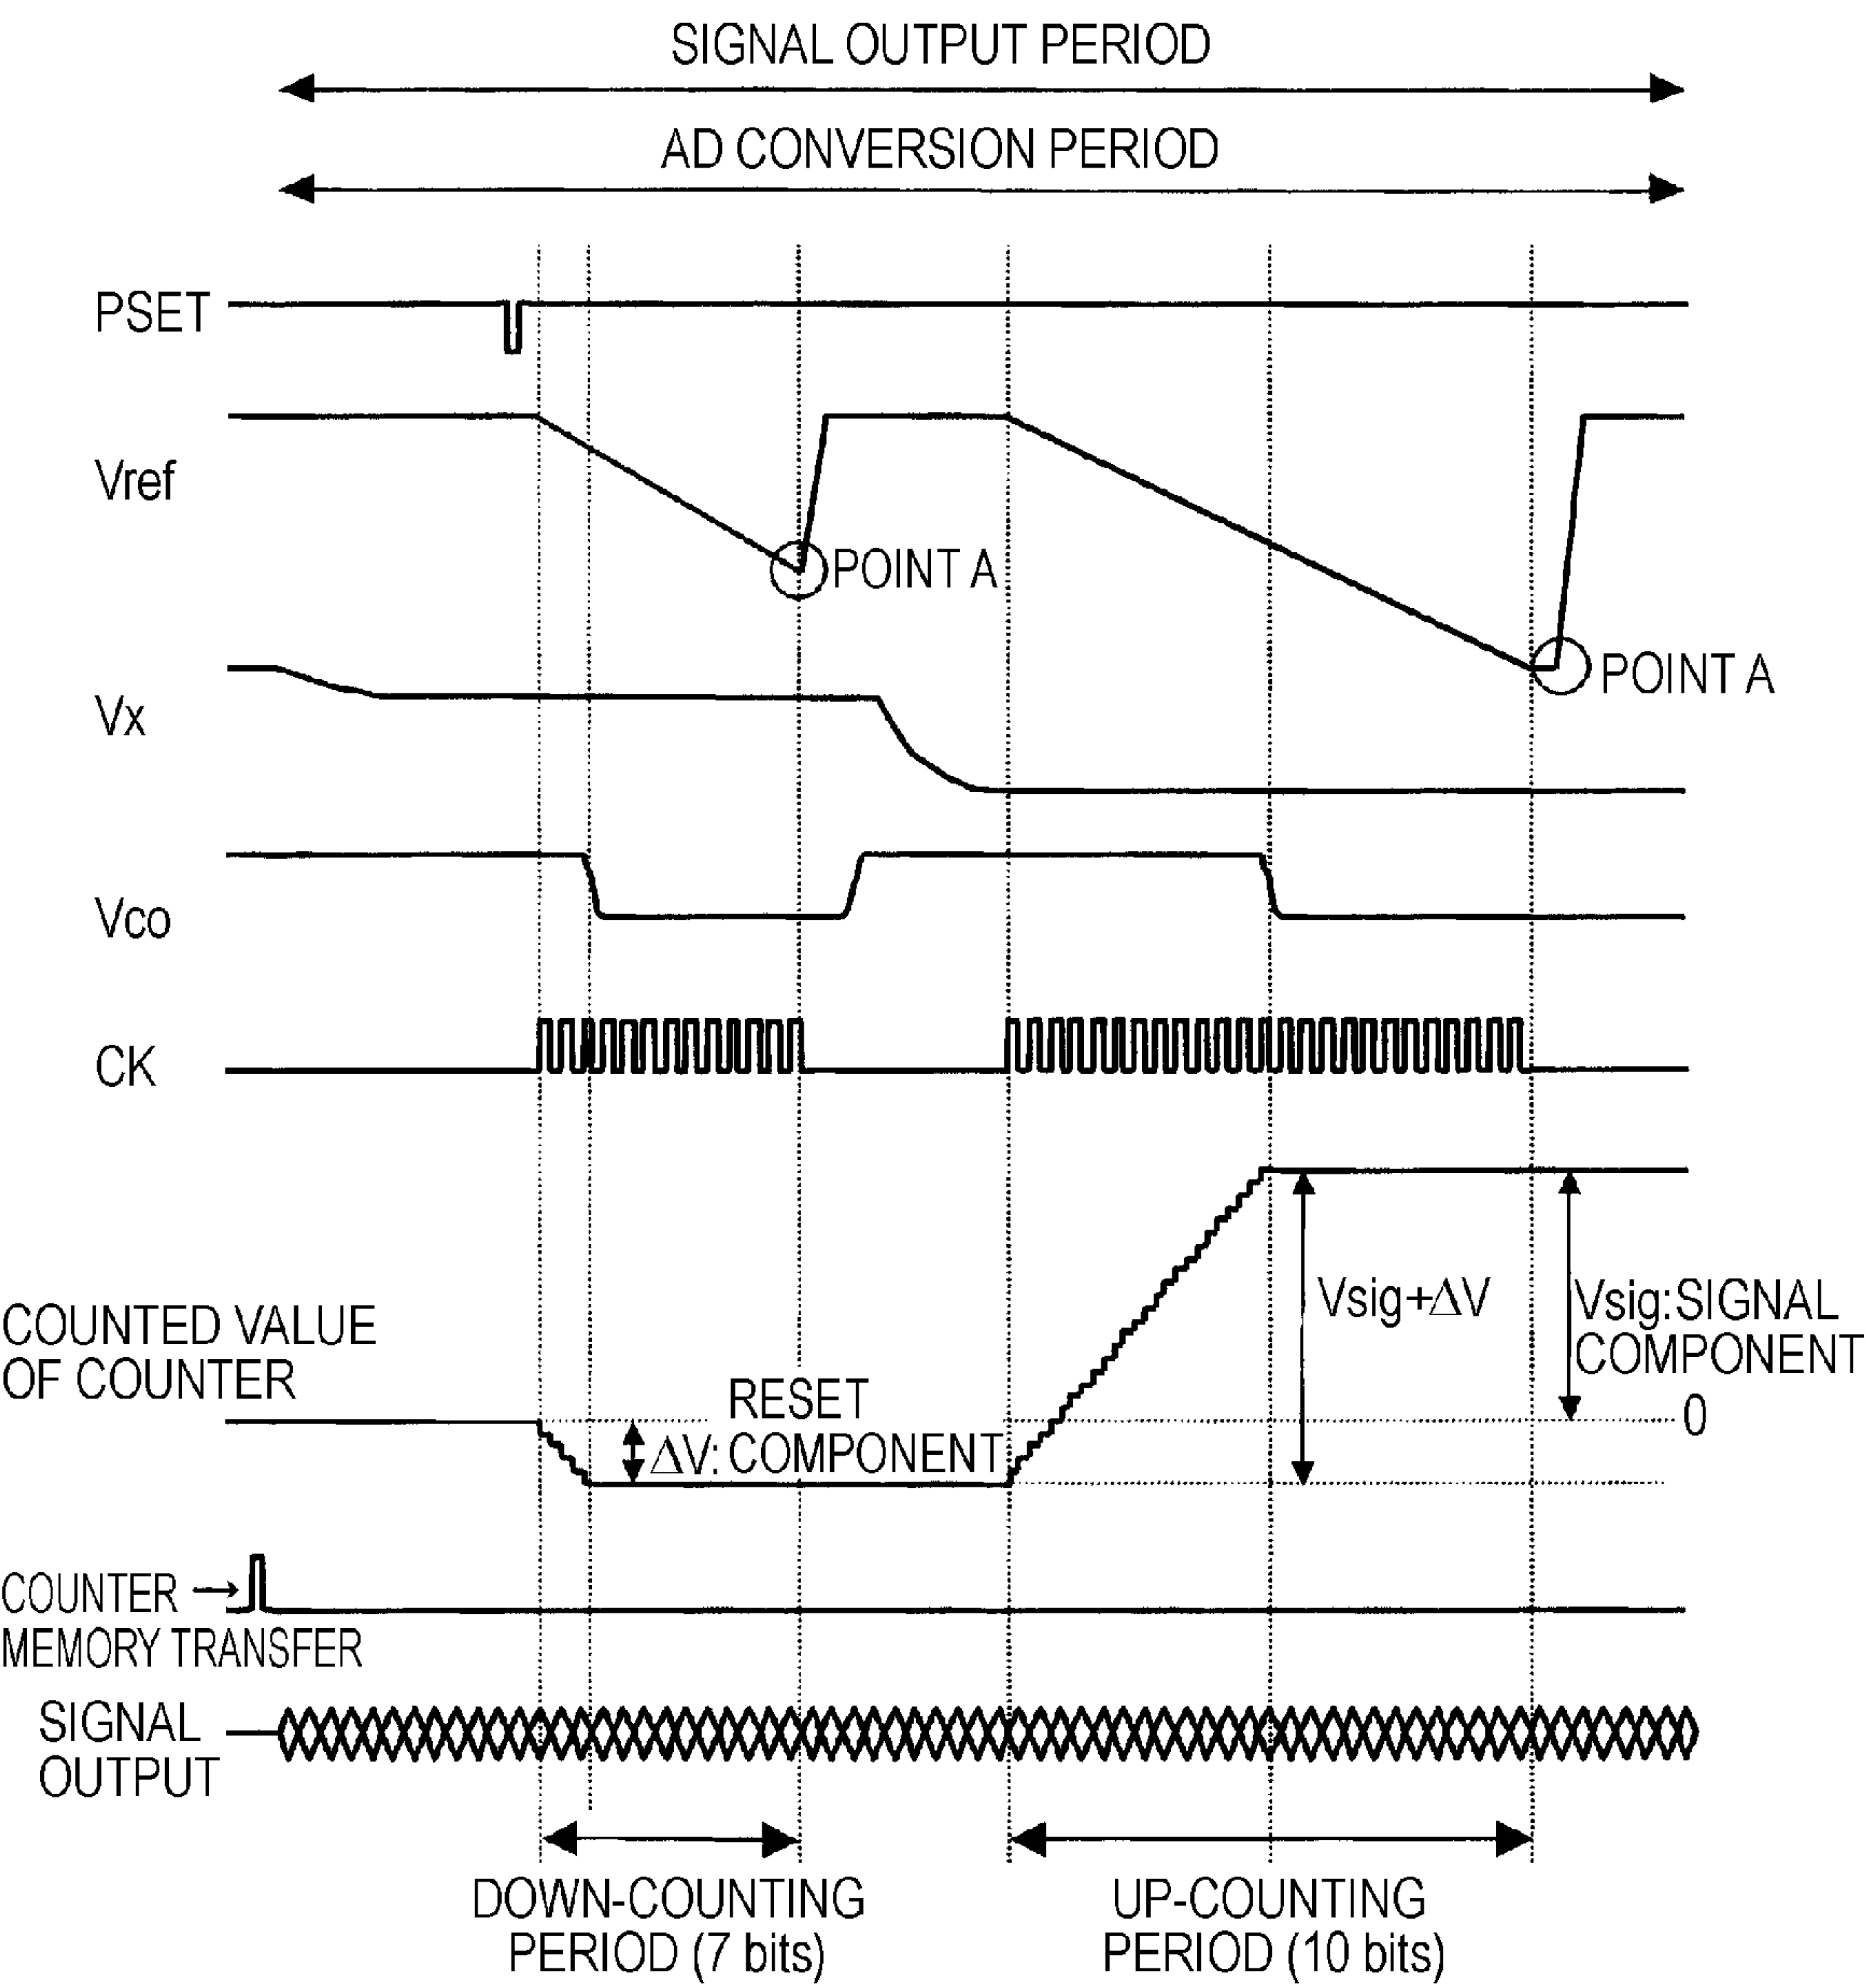 SIGNAL OUTPUT PERIOD
AD CONVERSION PERIOD
PSET
Vref
POINT A
POINT A
Vx
Vco
CK
Vsig+ΔV
Vsig:SIGNAL
COMPONENT
COUNTED VALUE
OF COUNTER
RESET
ΔV: COMPONENT
0
COUNTER →
MEMORY TRANSFER
SIGNAL
OUTPUT
DOWN-COUNTING
PERIOD (7 bits)
UP-COUNTING
PERIOD (10 bits)